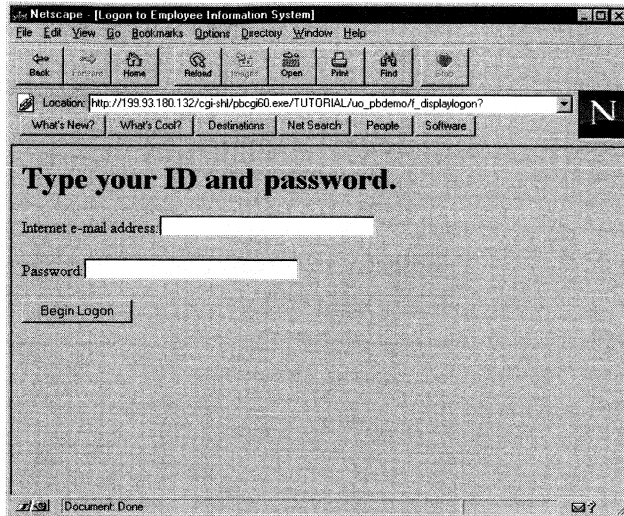 Netscape - [Logon to Employee Information System]
File Edit View Go Bookmarks Options Directory Window Help
Back Forward Home Reload Images Open Print Find Stop
Location: http://199.93.180.132/cgi-shl/pbcgi60.exe/TUTORIAL/uo_pbdemo/f_displaylogon?
N
What's New? What's Cool? Destinations Net Search People Software
Type your ID and password.
Internet e-mail address:
Password:
Begin Logon
Document: Done